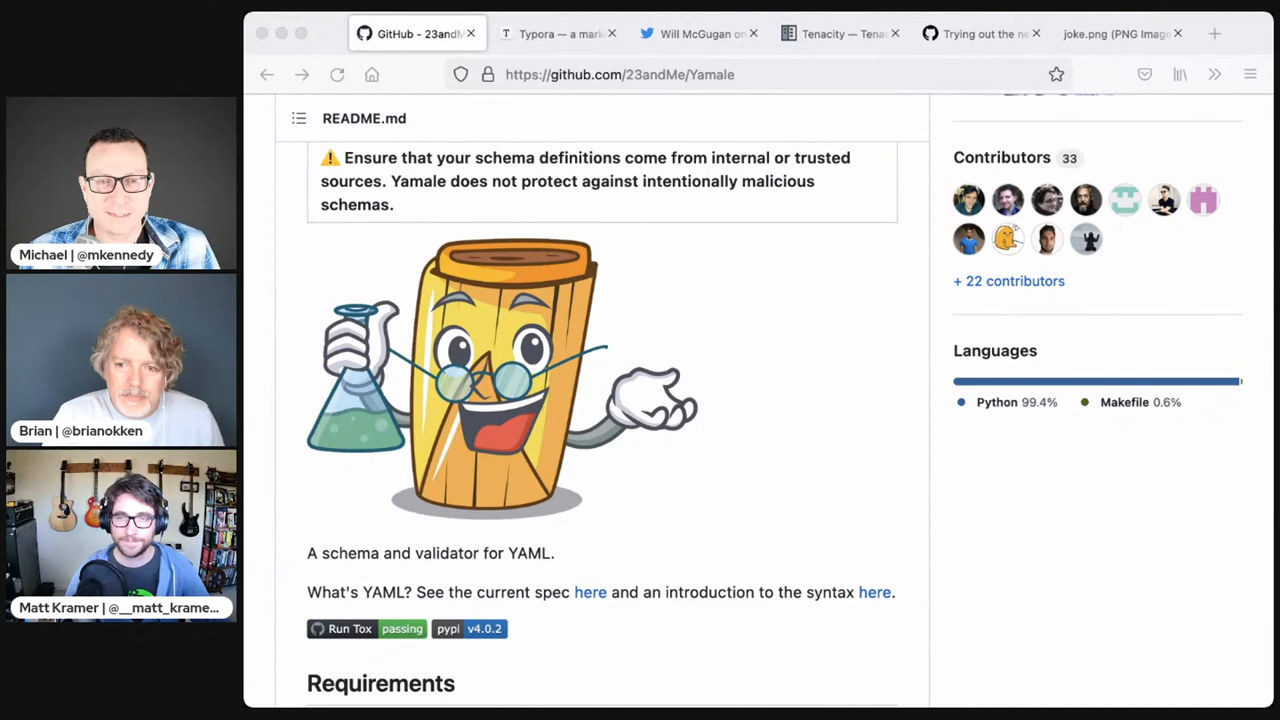 GitHub - 23andM
Typora — a mark
Will McGugan on
Tenacity — Tenac
Trying out the ne
joke.png (PNG Image
https://github.com/23andMe/Yamale
README.md
⚠️ Ensure that your schema definitions come from internal or trusted
sources. Yamale does not protect against intentionally malicious
schemas.
A schema and validator for YAML.
What's YAML? See the current spec here and an introduction to the syntax here.
Run Tox passing pypi v4.0.2
Requirements
Contributors 33
+ 22 contributors
Languages
Python 99.4% Makefile 0.6%
Michael | @mkennedy
Brian | @brianokken
Matt Kramer | @__matt_krame...